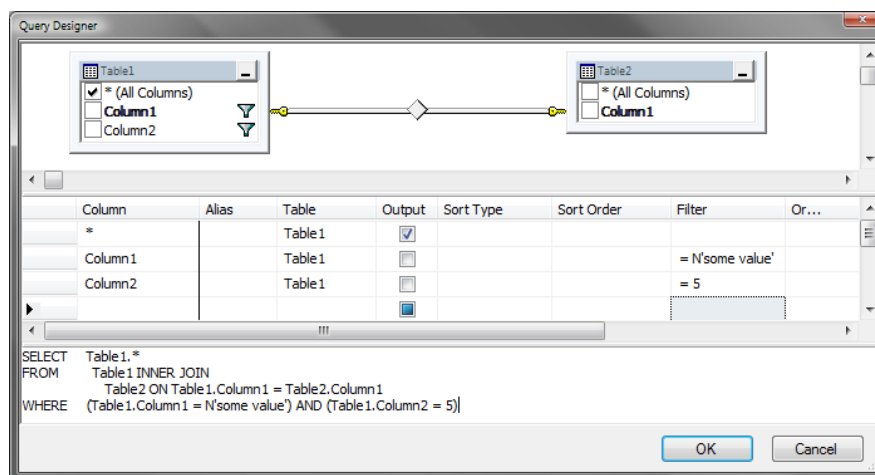 Query Designer
Table1
* (All Columns)
Column1
Column2
Table2
* (All Columns)
Column1
Column Alias Table Output Sort Type Sort Order Filter Or...
* Table1
Column1 Table1 = N'some value'
Column2 Table1 = 5
SELECT Table1.*
FROM Table1 INNER JOIN
Table2 ON Table1.Column1 = Table2.Column1
WHERE (Table1.Column1 = N'some value') AND (Table1.Column2 = 5)
OK Cancel